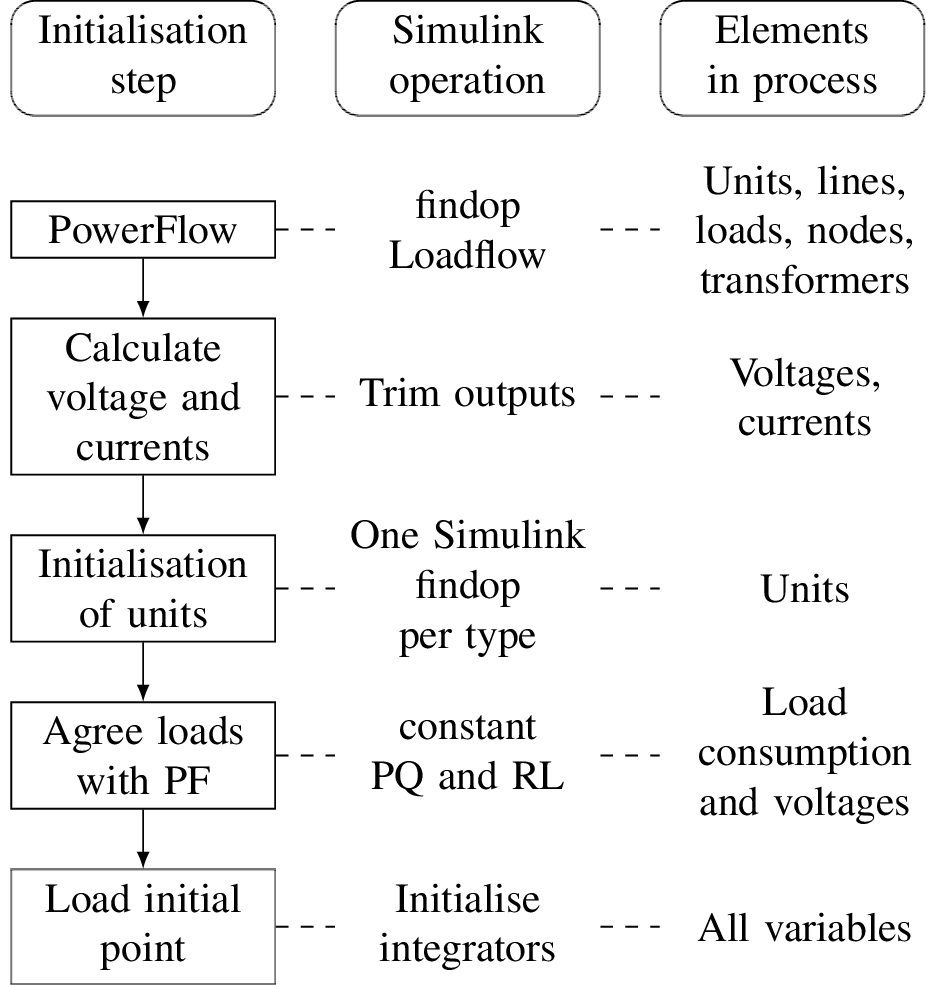 Initialisation
step
Simulink
operation
Elements
in process
PowerFlow
findop
Loadflow
Units, lines,
loads, nodes,
transformers
Calculate
voltage and
currents
Trim outputs
Voltages,
currents
Initialisation
of units
One Simulink
findop
per type
Units
Agree loads
with PF
constant
PQ and RL
Load
consumption
and voltages
Load initial
point
Initialise
integrators
All variables